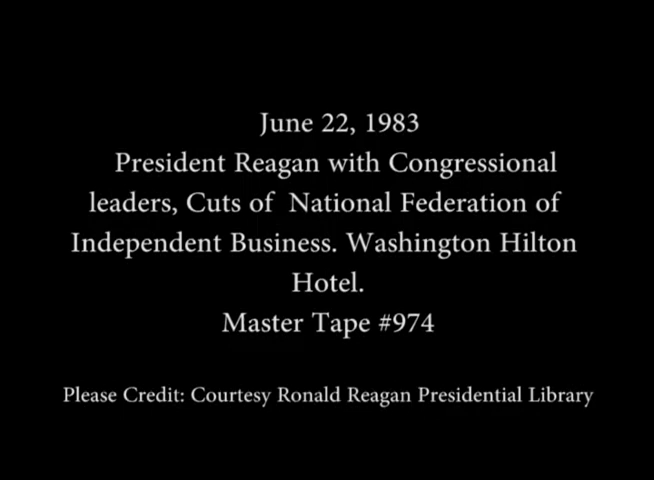 June 22, 1983
President Reagan with Congressional
leaders, Cuts of  National Federation of
Independent Business. Washington Hilton
Hotel.
Master Tape #974
Please Credit: Courtesy Ronald Reagan Presidential Library